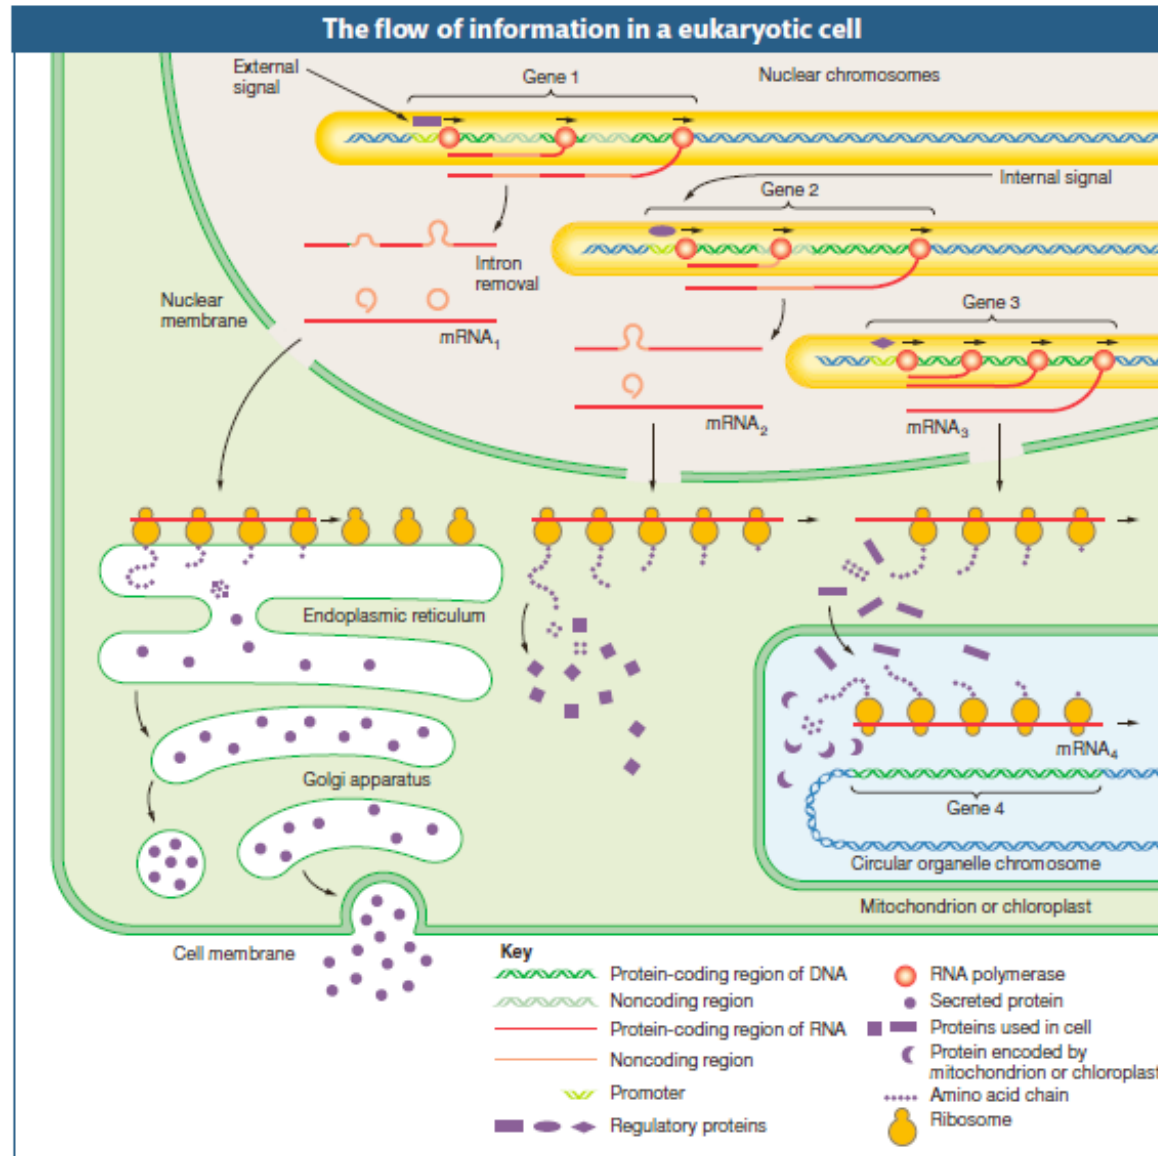 The flow of information in a eukaryotic cell
External
signal
Gene 1
Nuclear chromosomes
Internal signal
Gene 2
Intron
removal
Nuclear
membrane
mRNA₁
Gene 3
mRNA₂
mRNA₃
Endoplasmic reticulum
Golgi apparatus
mRNA₄
Gene 4
Circular organelle chromosome
Mitochondrion or chloroplast
Cell membrane
Key
Protein-coding region of DNA
Noncoding region
Protein-coding region of RNA
Noncoding region
Promoter
Regulatory proteins
RNA polymerase
Secreted protein
Proteins used in cell
Protein encoded by
mitochondrion or chloroplast
Amino acid chain
Ribosome